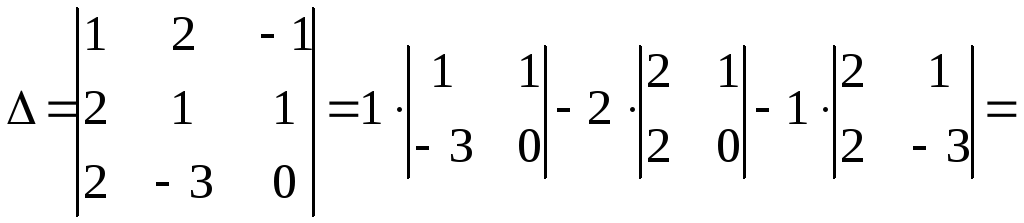 Δ = |1 2 -1| = 1 · |1 1| - 2 · |2 1| - 1 · |2 1| =
|2 1 1| |-3 0| |2 0| |2 -3|
|2 -3 0|